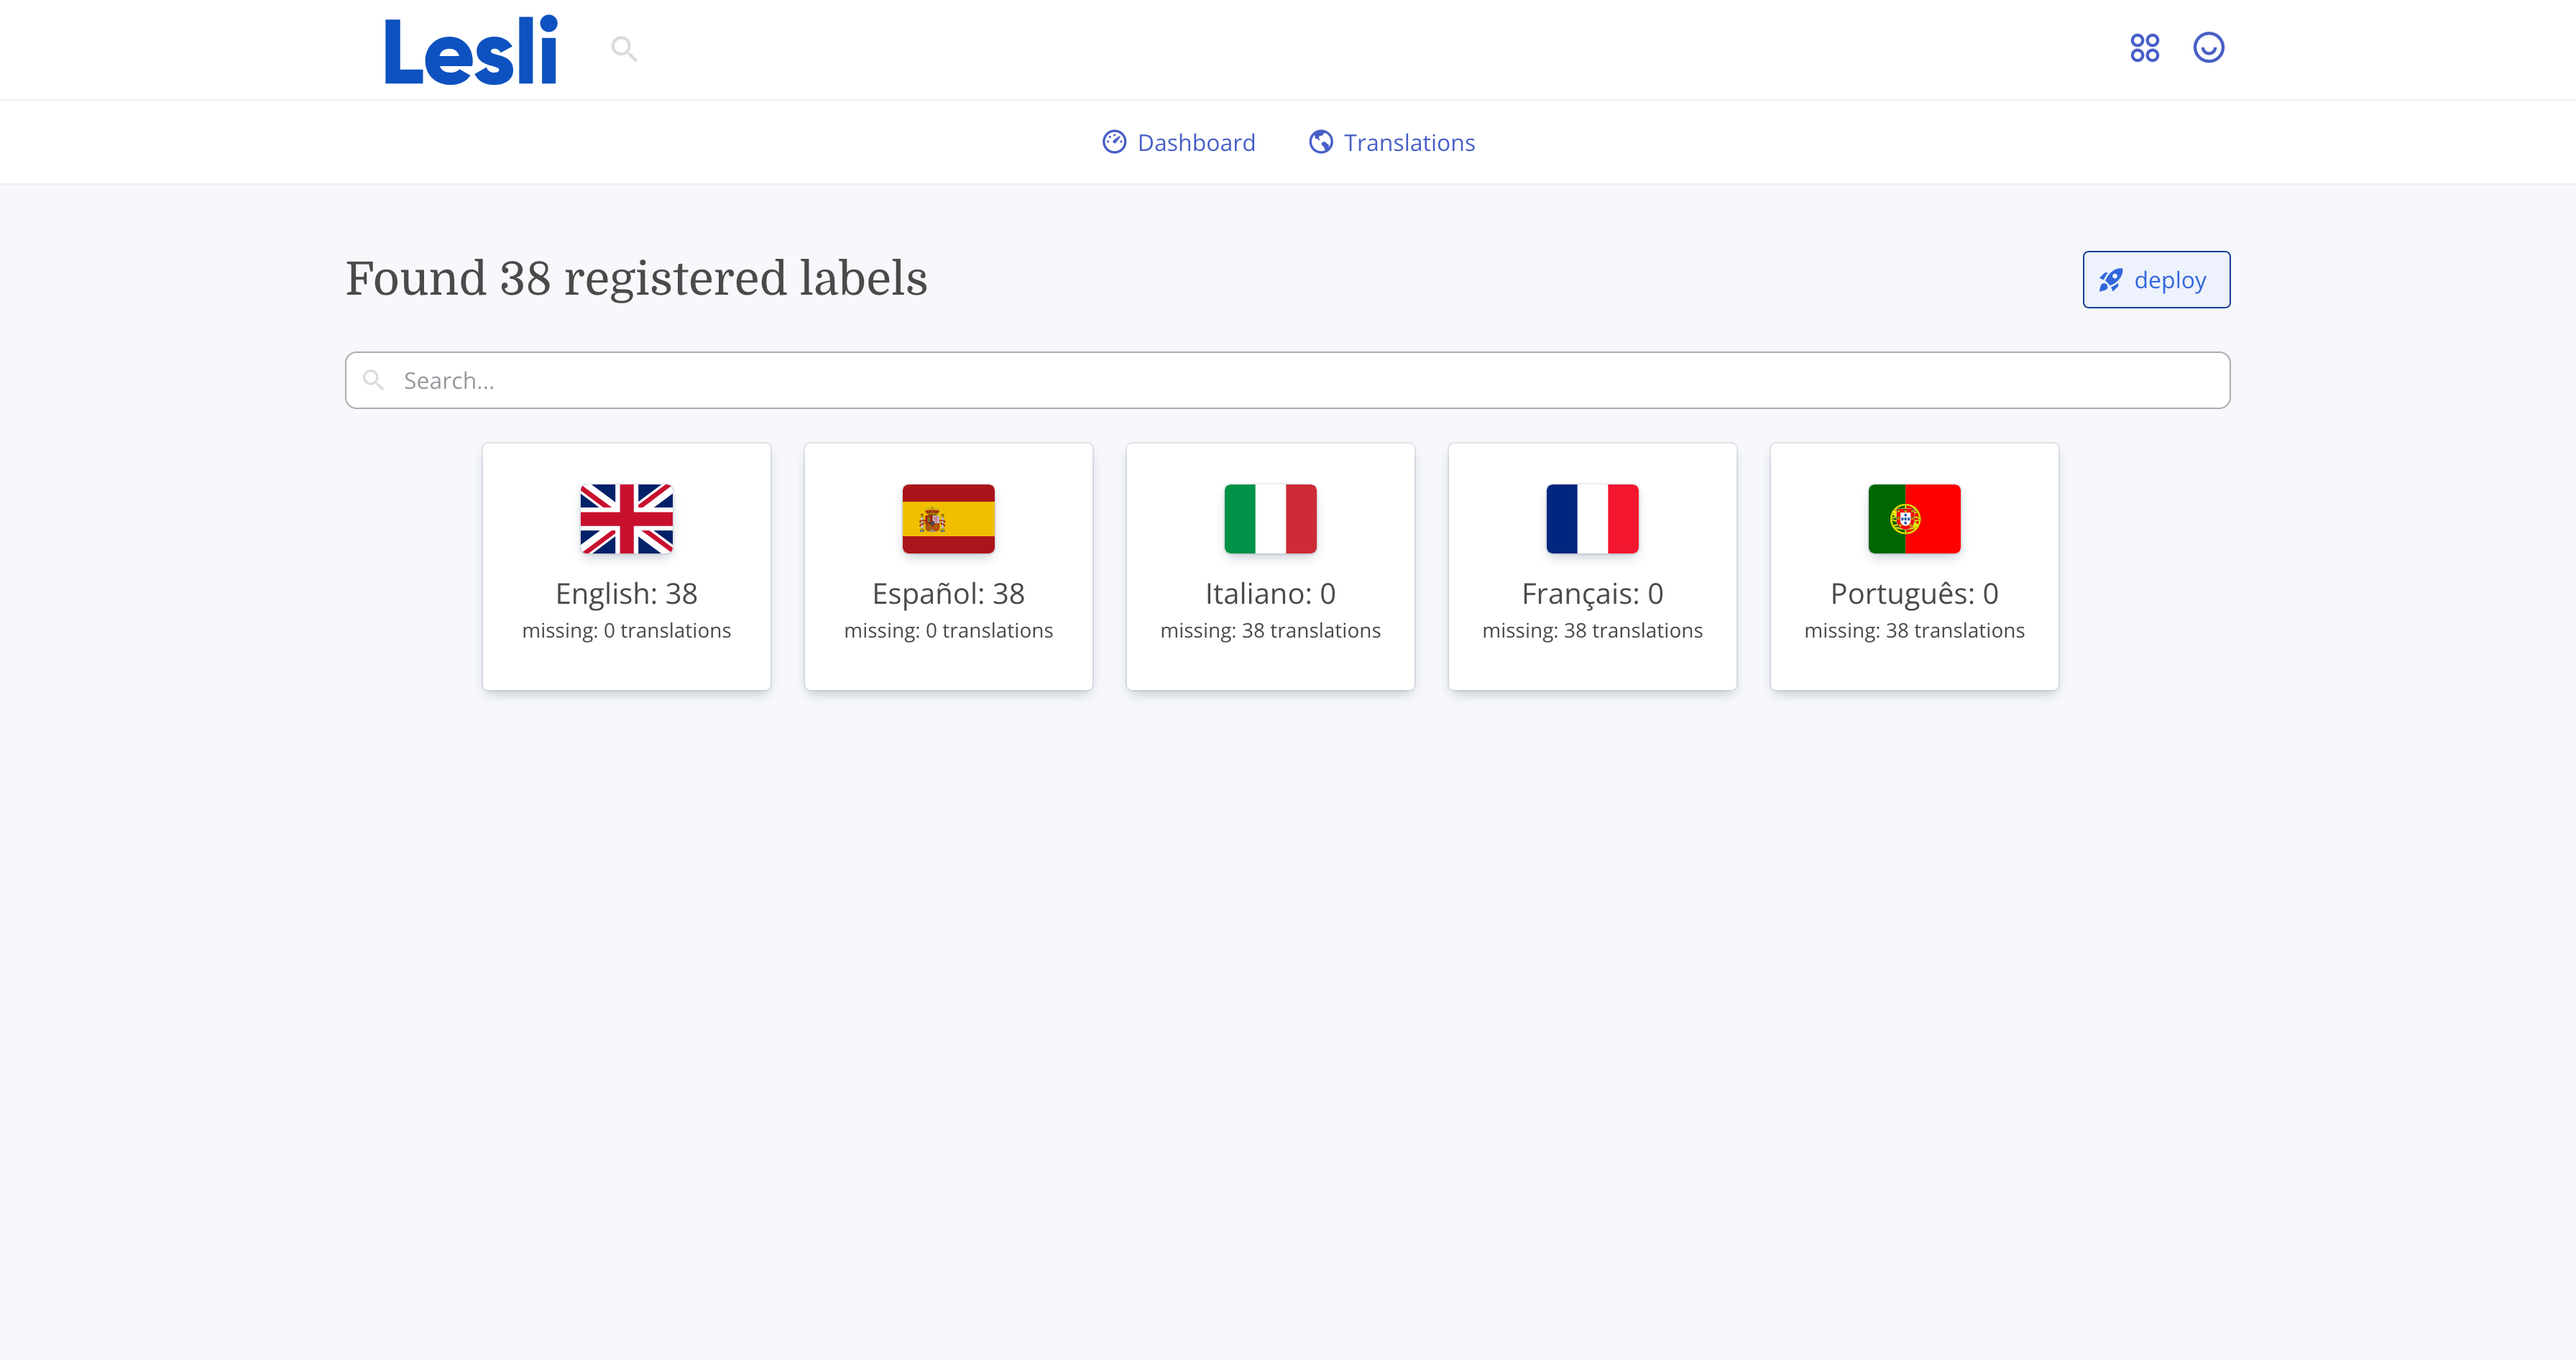 Lesli
Dashboard
Translations
Found 38 registered labels
deploy
Search...
English: 38
missing: 0 translations
Español: 38
missing: 0 translations
Italiano: 0
missing: 38 translations
Français: 0
missing: 38 translations
Português: 0
missing: 38 translations